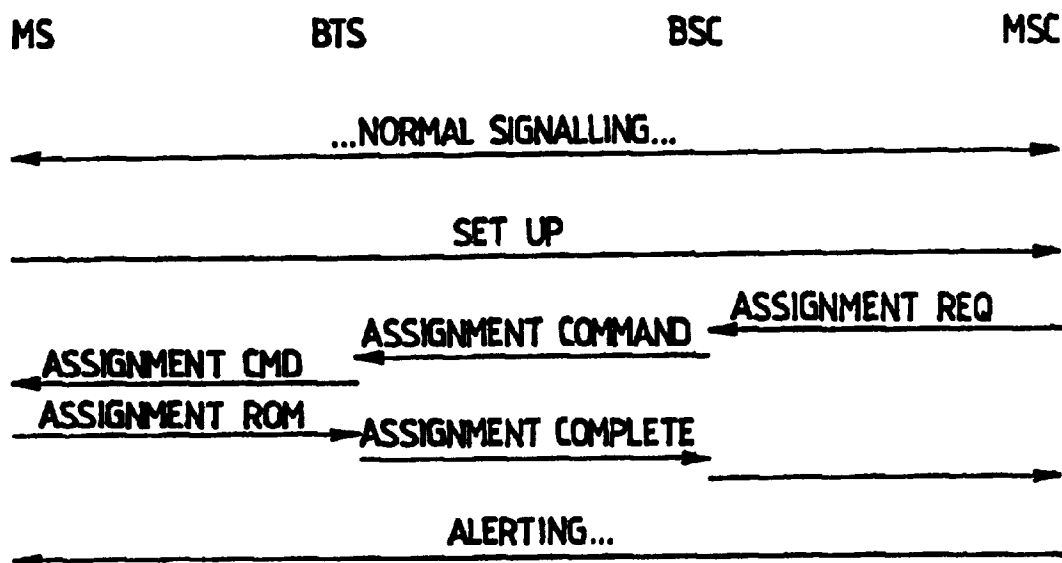 MS BTS BSC MSC
...NORMAL SIGNALLING...
SET UP
ASSIGNMENT REQ
ASSIGNMENT COMMAND
ASSIGNMENT CMD
ASSIGNMENT ROM
ASSIGNMENT COMPLETE
ALERTING...